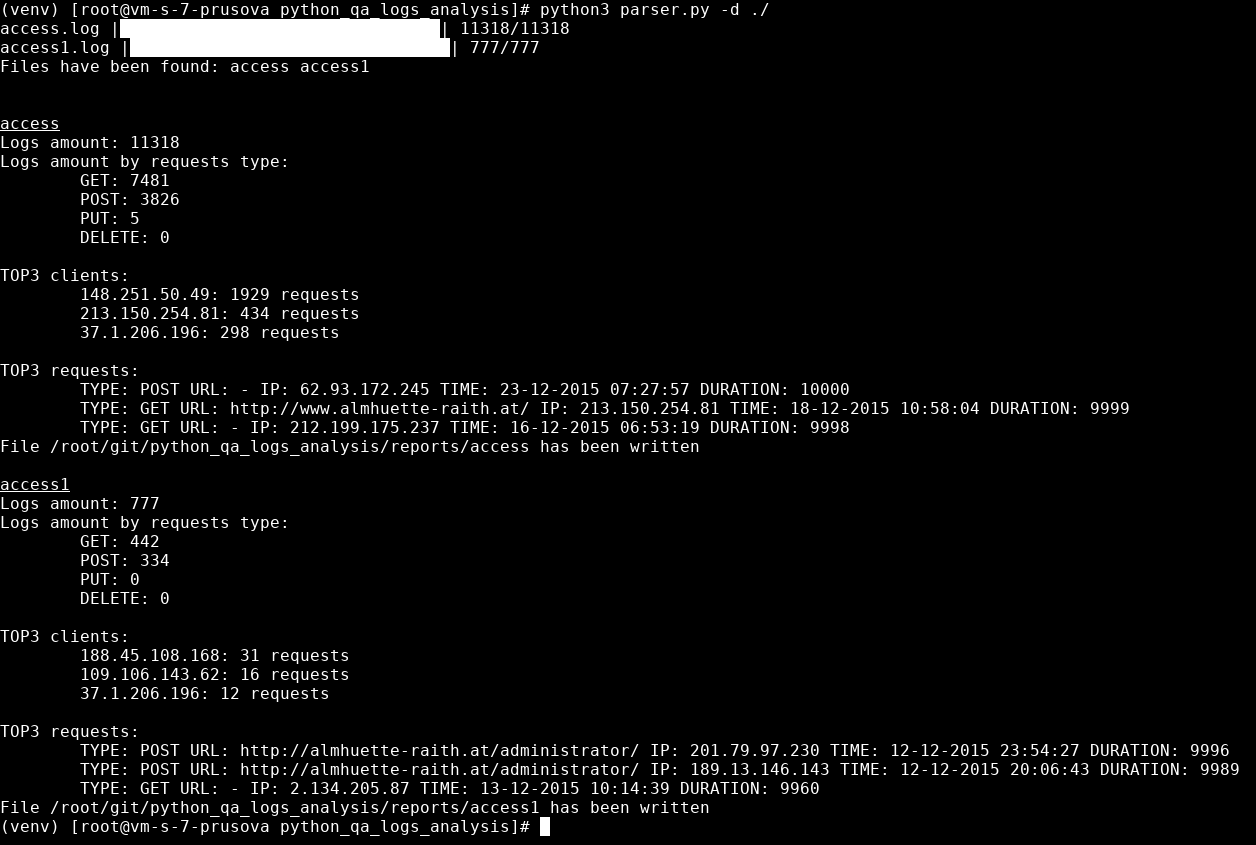 (venv) [root@vm-s-7-prusova python_qa_logs_analysis]# python3 parser.py -d ./
access.log |████████████████████████████████| 11318/11318
access1.log |████████████████████████████████| 777/777
Files have been found: access access1
access
Logs amount: 11318
Logs amount by requests type:
GET: 7481
POST: 3826
PUT: 5
DELETE: 0
TOP3 clients:
148.251.50.49: 1929 requests
213.150.254.81: 434 requests
37.1.206.196: 298 requests
TOP3 requests:
TYPE: POST URL: - IP: 62.93.172.245 TIME: 23-12-2015 07:27:57 DURATION: 10000
TYPE: GET URL: http://www.almhuette-raith.at/ IP: 213.150.254.81 TIME: 18-12-2015 10:58:04 DURATION: 9999
TYPE: GET URL: - IP: 212.199.175.237 TIME: 16-12-2015 06:53:19 DURATION: 9998
File /root/git/python_qa_logs_analysis/reports/access has been written
access1
Logs amount: 777
Logs amount by requests type:
GET: 442
POST: 334
PUT: 0
DELETE: 0
TOP3 clients:
188.45.108.168: 31 requests
109.106.143.62: 16 requests
37.1.206.196: 12 requests
TOP3 requests:
TYPE: POST URL: http://almhuette-raith.at/administrator/ IP: 201.79.97.230 TIME: 12-12-2015 23:54:27 DURATION: 9996
TYPE: POST URL: http://almhuette-raith.at/administrator/ IP: 189.13.146.143 TIME: 12-12-2015 20:06:43 DURATION: 9989
TYPE: GET URL: - IP: 2.134.205.87 TIME: 13-12-2015 10:14:39 DURATION: 9960
File /root/git/python_qa_logs_analysis/reports/access1 has been written
(venv) [root@vm-s-7-prusova python_qa_logs_analysis]#